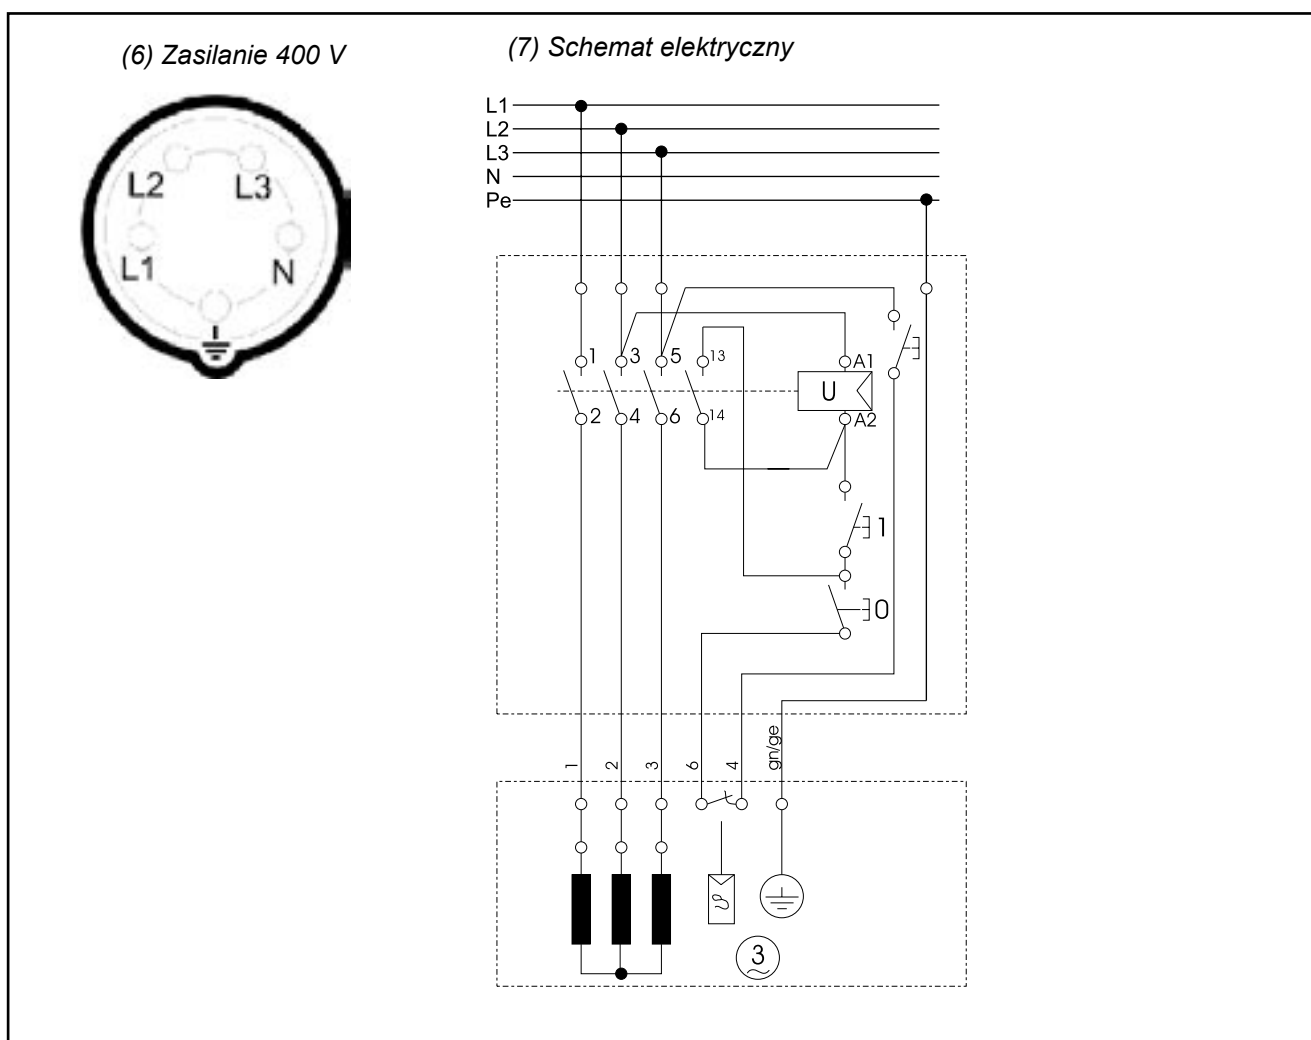 (6) Zasilanie 400 V
L2 L3
L1 N
(7) Schemat elektryczny
L1
L2
L3
N
Pe
1 3 5 13 A1
U
2 4 6 14 A2
1
0
1 2 3 6 4 gn/ge
ϑ
3